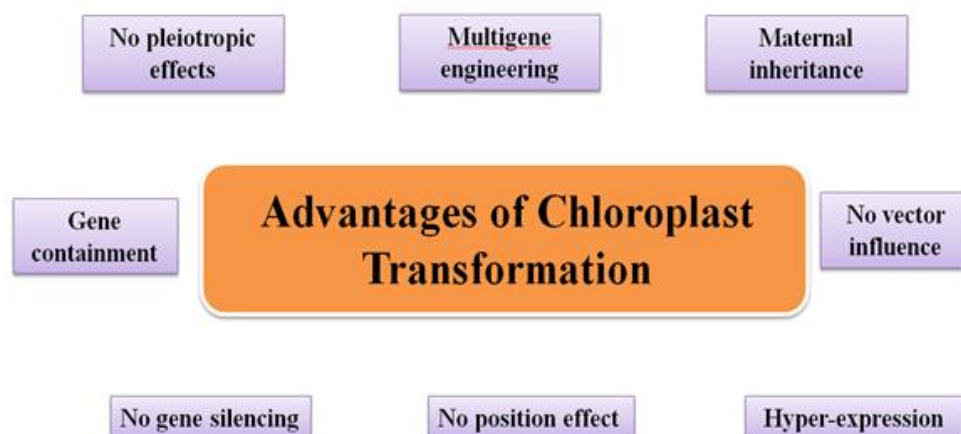 No pleiotropic
effects
Multigene
engineering
Maternal
inheritance
Gene
containment
Advantages of Chloroplast
Transformation
No vector
influence
No gene silencing
No position effect
Hyper-expression